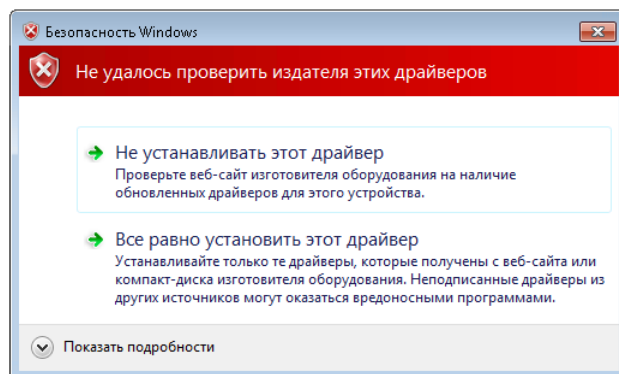 Безопасность Windows
Не удалось проверить издателя этих драйверов
Не устанавливать этот драйвер
Проверьте веб-сайт изготовителя оборудования на наличие
обновленных драйверов для этого устройства.
Все равно установить этот драйвер
Устанавливайте только те драйверы, которые получены с веб-сайта или
компакт-диска изготовителя оборудования. Неподписанные драйверы из
других источников могут оказаться вредоносными программами.
Показать подробности